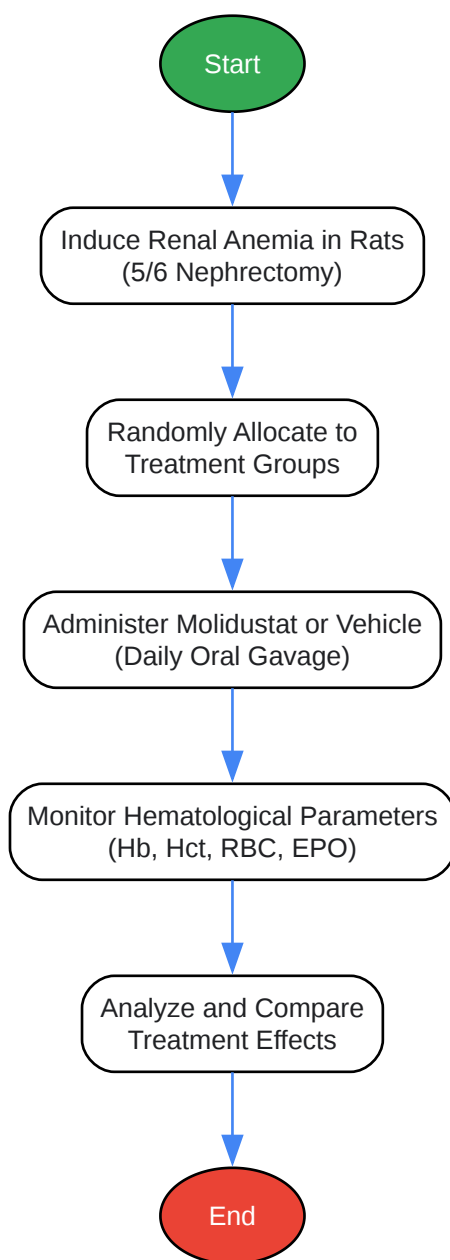 Start
Induce Renal Anemia in Rats
(5/6 Nephrectomy)
Randomly Allocate to
Treatment Groups
Administer Molidustat or Vehicle
(Daily Oral Gavage)
Monitor Hematological Parameters
(Hb, Hct, RBC, EPO)
Analyze and Compare
Treatment Effects
End